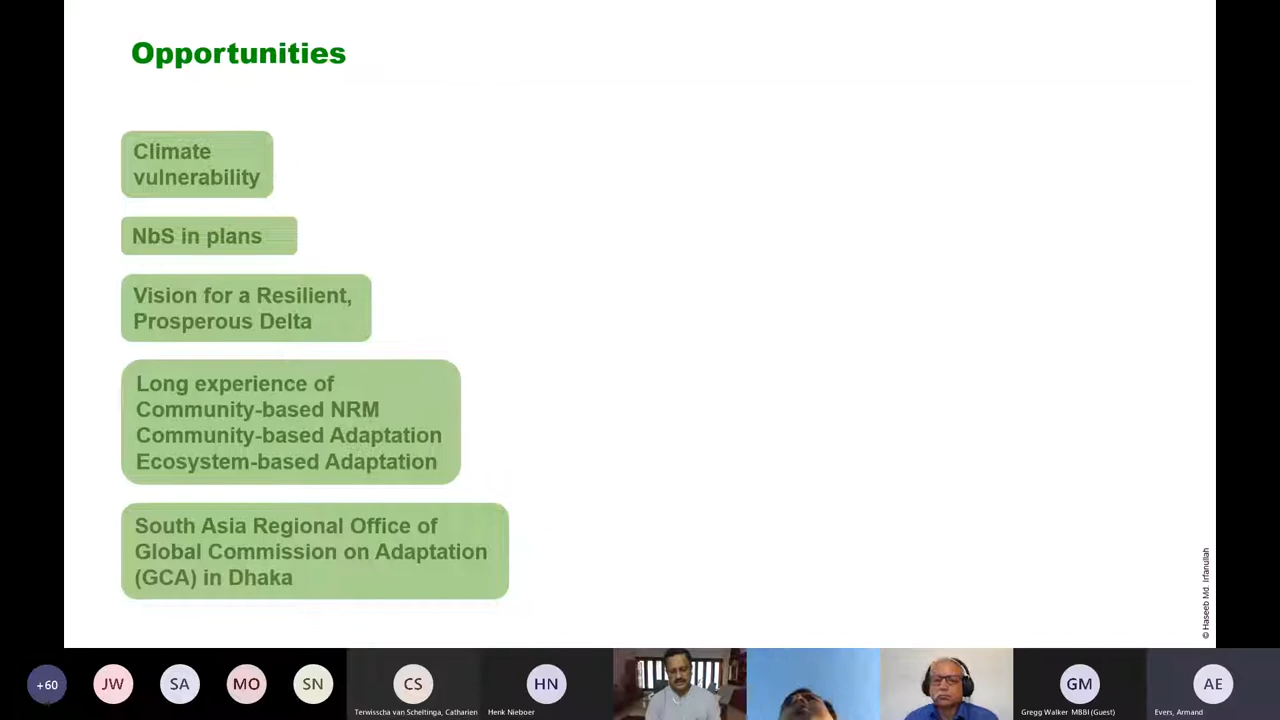 Opportunities
Climate
vulnerability
NbS in plans
Vision for a Resilient,
Prosperous Delta
Long experience of
Community-based NRM
Community-based Adaptation
Ecosystem-based Adaptation
South Asia Regional Office of
Global Commission on Adaptation
(GCA) in Dhaka
© Haseeb Md. Irfanullah
+60
JW
SA
MO
SN
CS
Terwisscha van Scheltinga, Catharien
HN
Henk Nieboer
GM
Gregg Walker MBBI (Guest)
AE
Evers, Armand